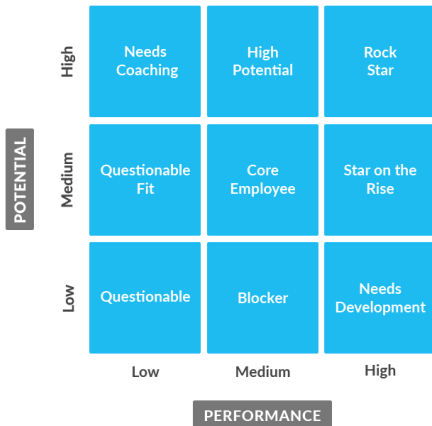 POTENTIAL
High
Needs
Coaching
High
Potential
Rock
Star
Medium
Questionable
Fit
Core
Employee
Star on the
Rise
Low
Questionable
Blocker
Needs
Development
Low
Medium
High
PERFORMANCE